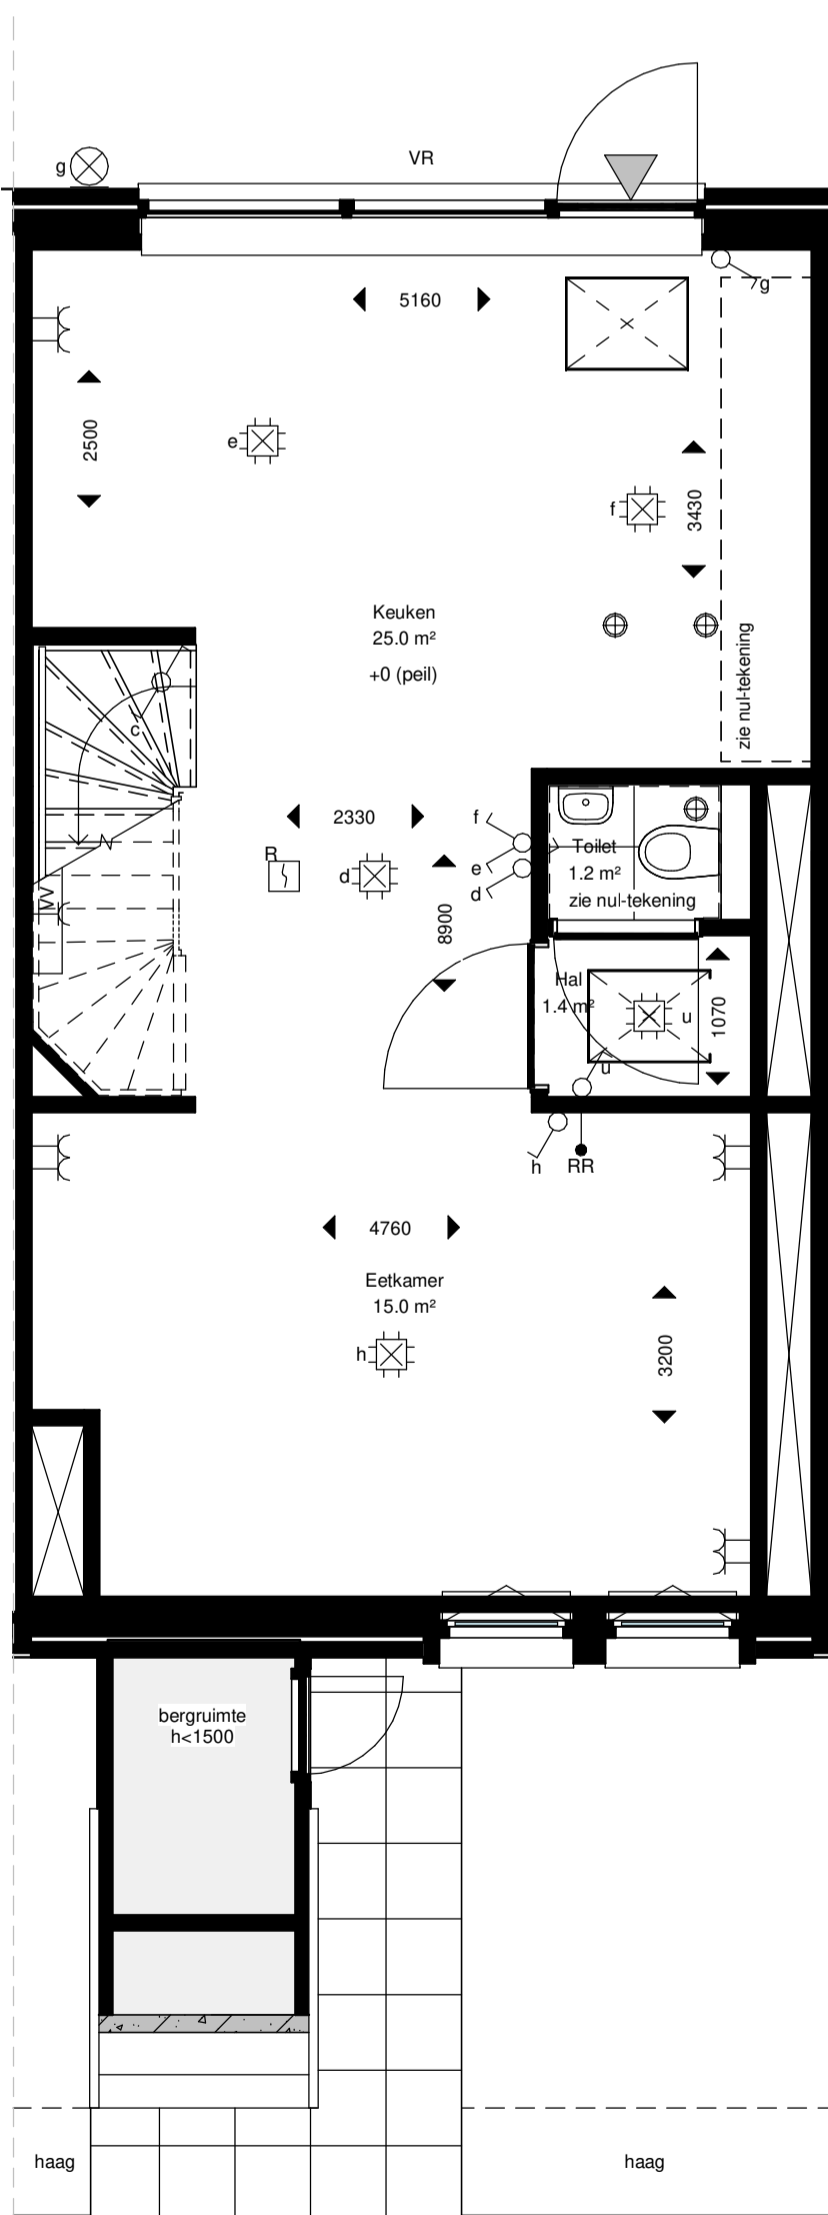 VR
g
g
5160
2500
e
f
3430
Keuken
25.0 m²
+0 (peil)
zie nul-tekening
c
2330
f
R
d
e
d
8900
Toilet
1.2 m²
zie nul-tekening
W
Hal
1.4 m²
u
1070
u
h
RR
4760
Eetkamer
15.0 m²
h
3200
bergruimte
h<1500
haag
haag